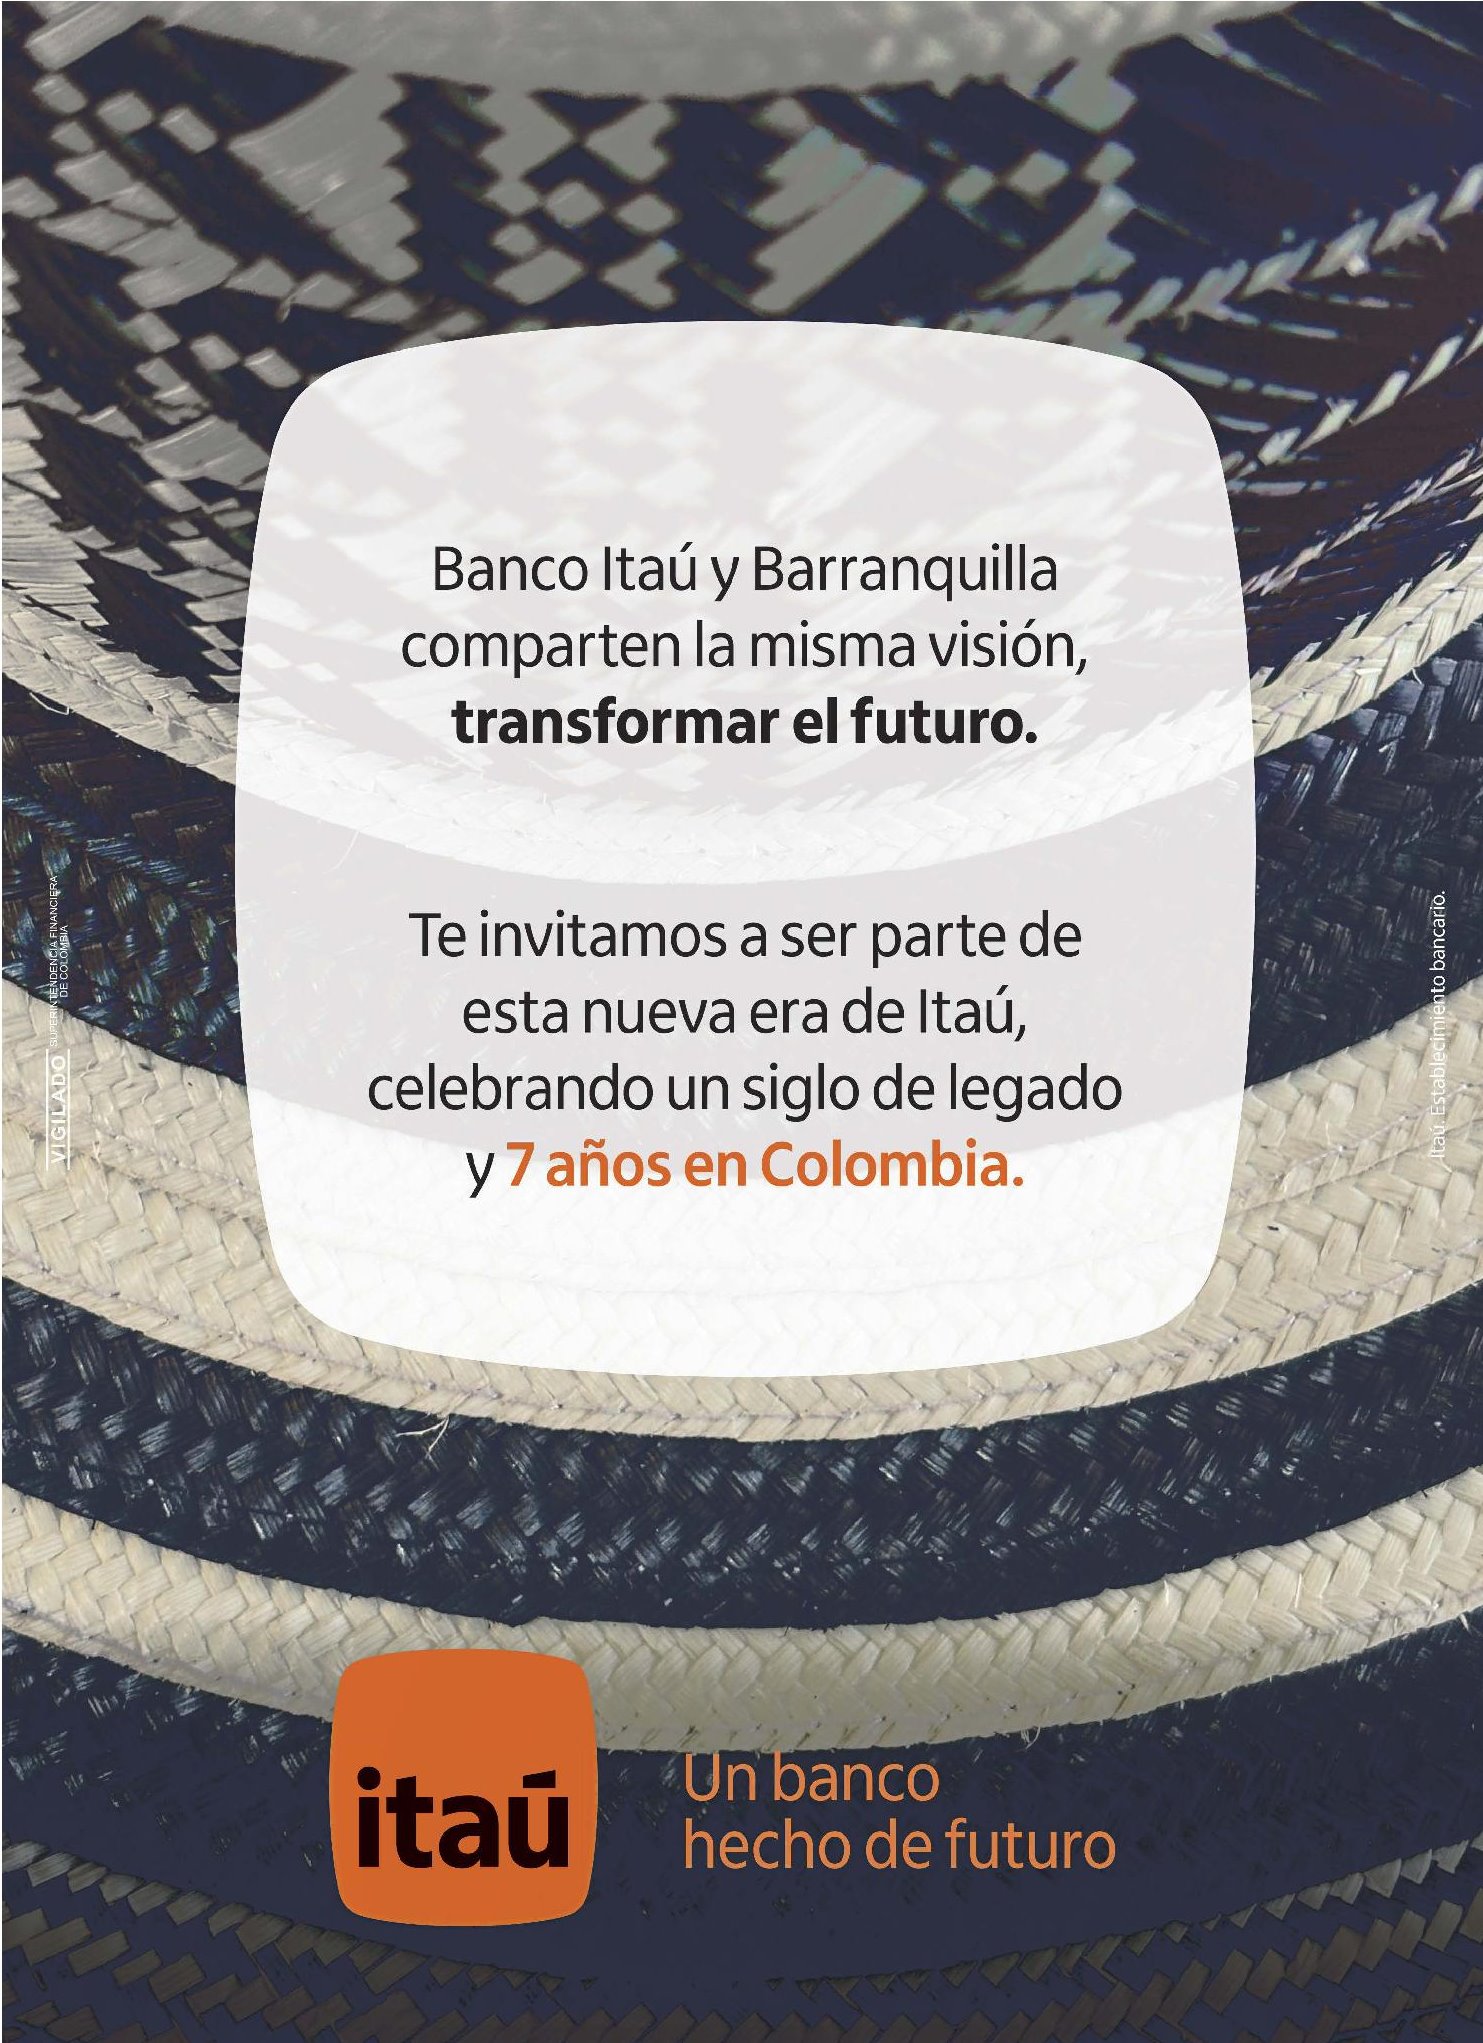 Banco Itaú y Barranquilla
comparten la misma visión,
transformar el futuro.
Te invitamos a ser parte de
esta nueva era de Itaú,
celebrando un siglo de legado
y 7 años en Colombia.
VIGILADO
SUPERINTENDENCIA FINANCIERA
DE COLOMBIA
Itaú. Establecimiento bancario.
itaú
Un banco
hecho de futuro